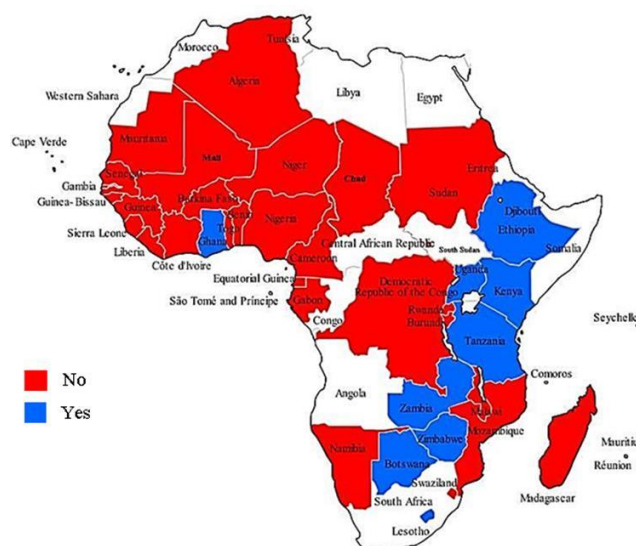 Tunisia
Morocco
Algeria
Libya
Egypt
Western Sahara
Mauritania
Cape Verde
Mali
Niger
Senegal
Chad
Sudan
Eritrea
Gambia
Burkina Faso
Djibouti
Guinea-Bissau
Guinea
Benin
Nigeria
Togo
Ethiopia
Sierra Leone
Ghana
Central African Republic
South Sudan
Somalia
Liberia
Cameroon
Côte d'Ivoire
Equatorial Guinea
Uganda
Democratic
Republic of the Congo
Kenya
São Tomé and Príncipe
Gabon
Rwanda
Congo
Burundi
Seychelle
Tanzania
No
Comoros
Angola
Yes
Zambia
Malawi
Mozambique
Zimbabwe
Mauritiu
Namibia
Botswana
Réunion
Swaziland
Madagascar
South Africa
Lesotho